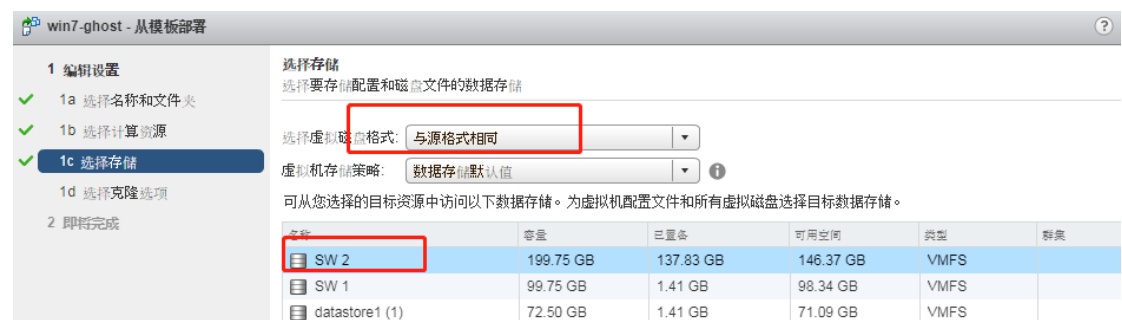 win7-ghost - 从模板部署
?
1 编辑设置
1a 选择名称和文件夹
1b 选择计算资源
1c 选择存储
1d 选择克隆选项
2 即将完成
选择存储
选择要存储配置和磁盘文件的数据存储
选择虚拟磁盘格式: 与源格式相同
虚拟机存储策略: 数据存储默认值
可从您选择的目标资源中访问以下数据存储。为虚拟机配置文件和所有虚拟磁盘选择目标数据存储。
名称 容量 已置备 可用空间 类型 群集
SW 2 199.75 GB 137.83 GB 146.37 GB VMFS
SW 1 99.75 GB 1.41 GB 98.34 GB VMFS
datastore1 (1) 72.50 GB 1.41 GB 71.09 GB VMFS